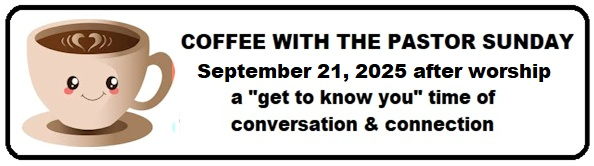 COFFEE WITH THE PASTOR SUNDAY
September 21, 2025 after worship
a "get to know you" time of
conversation & connection